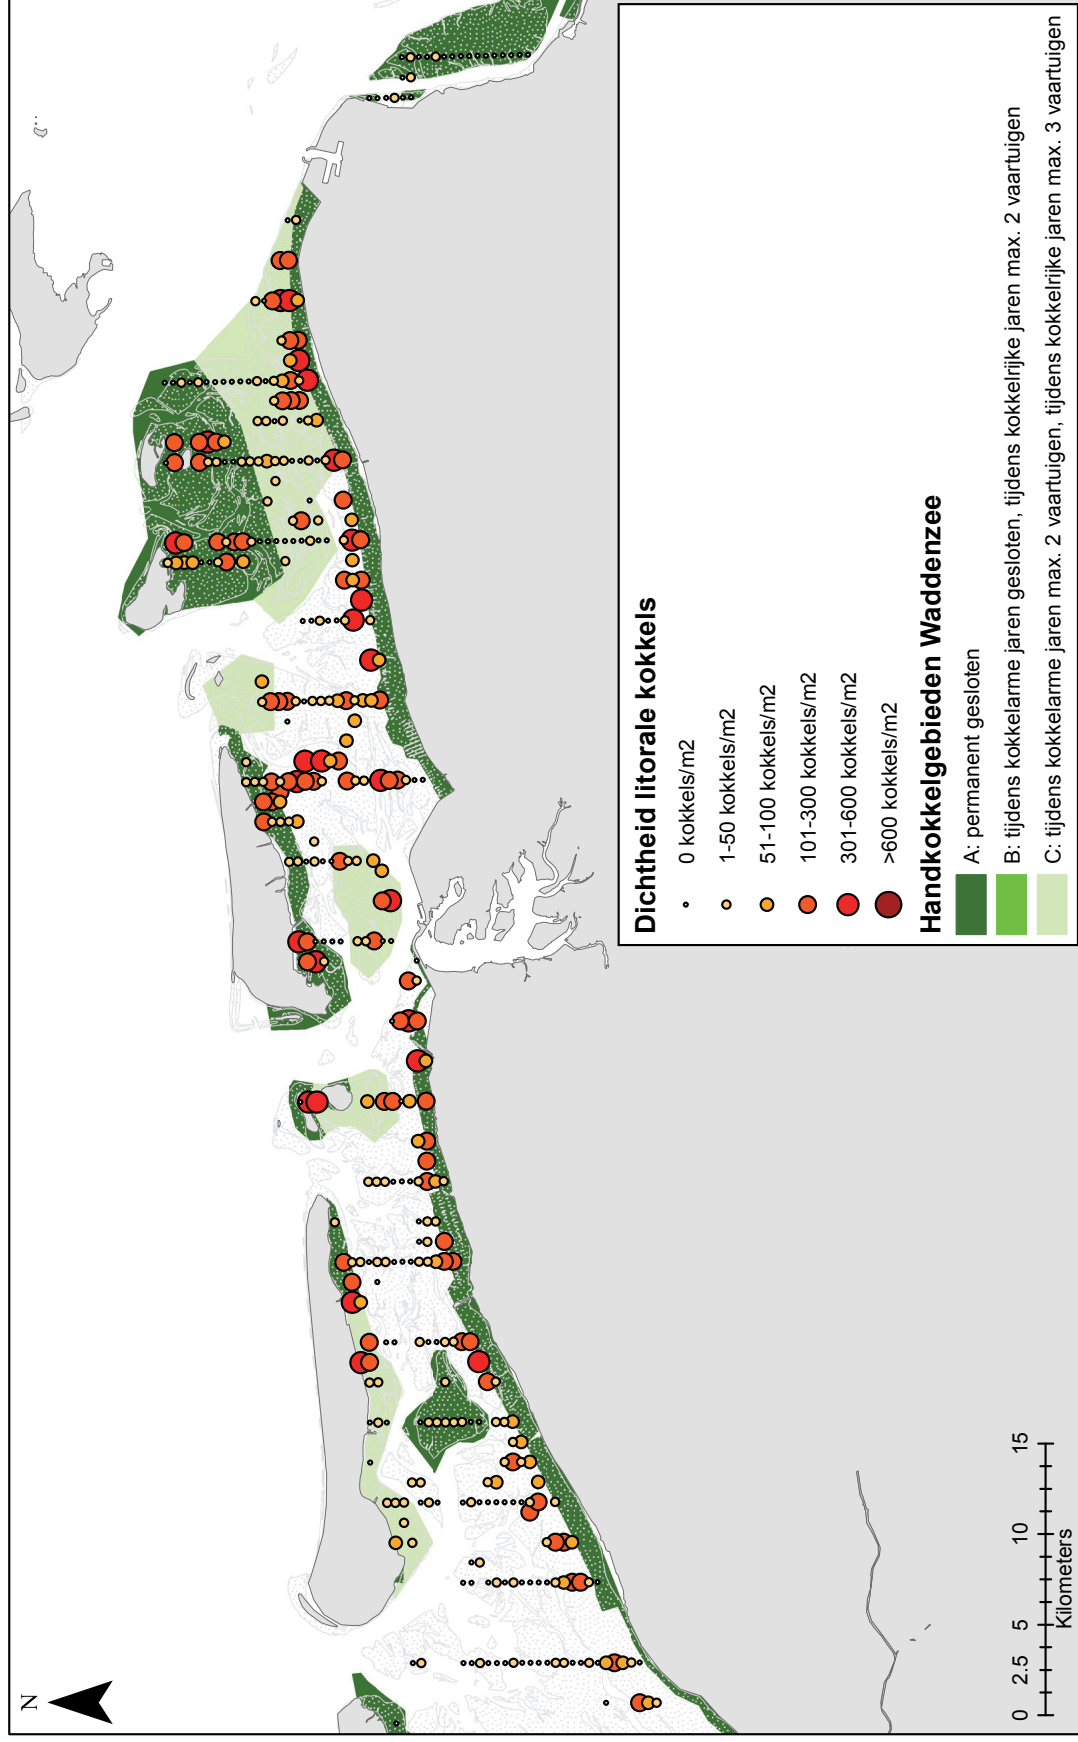 N
0 2.5 5 10 15
Kilometers
Dichtheid litorale kokkels
0 kokkels/m2
1-50 kokkels/m2
51-100 kokkels/m2
101-300 kokkels/m2
301-600 kokkels/m2
>600 kokkels/m2
Handkokkelgebieden Waddenzee
A: permanent gesloten
B: tijdens kokkelarme jaren gesloten, tijdens kokkelrijke jaren max. 2 vaartuigen
C: tijdens kokkelarme jaren max. 2 vaartuigen, tijdens kokkelrijke jaren max. 3 vaartuigen